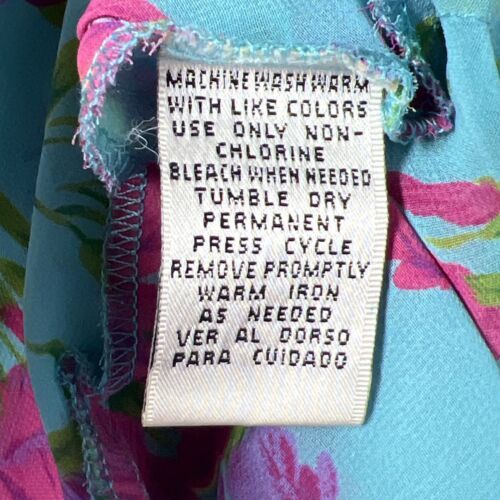 MACHINE WASH WARM
WITH LIKE COLORS
USE ONLY NON-
CHLORINE
BLEACH WHEN NEEDED
TUMBLE DRY
PERMANENT
PRESS CYCLE
REMOVE PROMPTLY
WARM IRON
AS NEEDED
VER AL DORSO
PARA CUIDADO